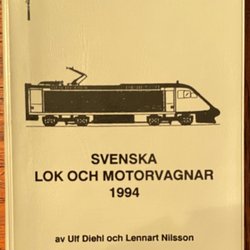 SVENSKA
LOK OCH MOTORVAGNAR
1994
av Ulf Diehl och Lennart Nilsson